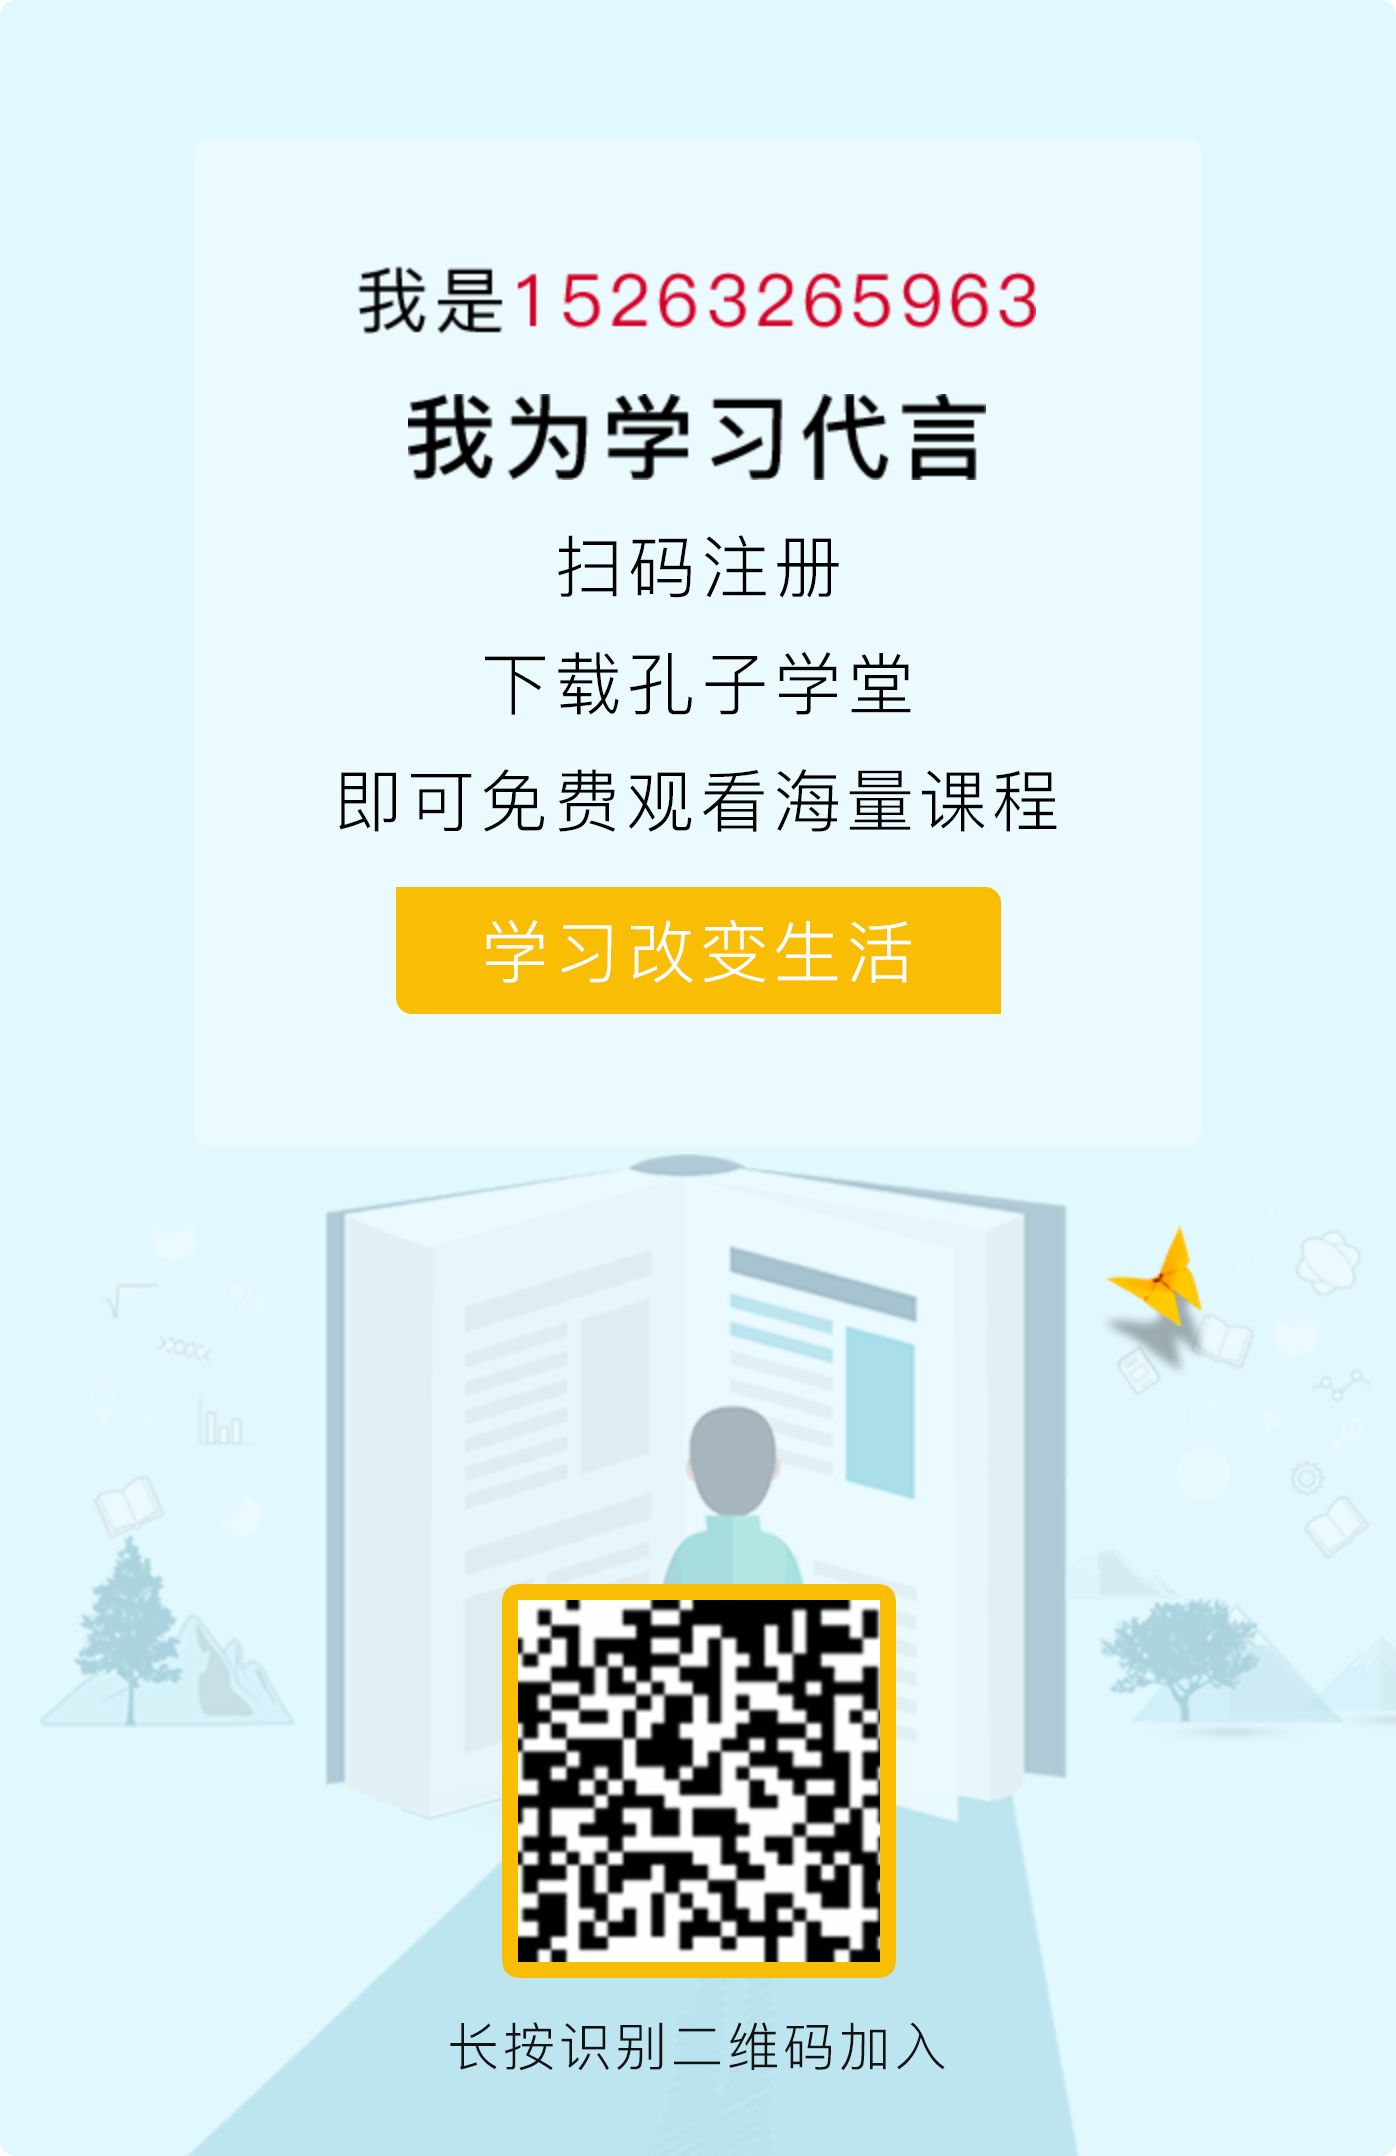 我是15263265963
我为学习代言
扫码注册
下载孔子学堂
即可免费观看海量课程
学习改变生活
长按识别二维码加入